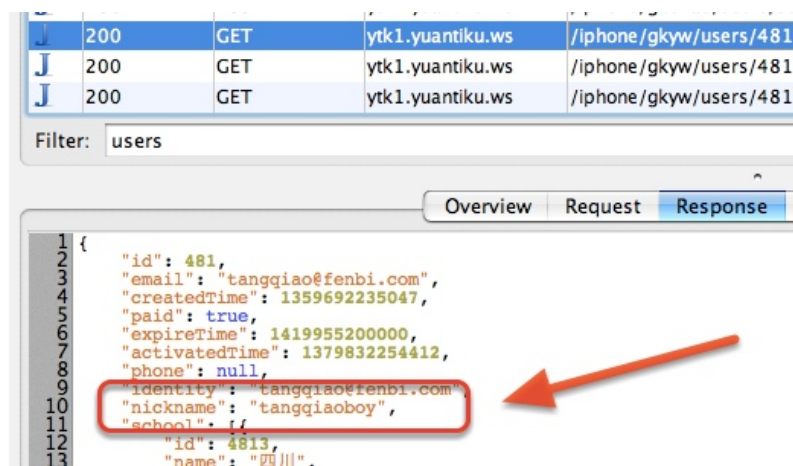 200 GET ytk1.yuantiku.ws /iphone/gkyw/users/481
200 GET ytk1.yuantiku.ws /iphone/gkyw/users/481
200 GET ytk1.yuantiku.ws /iphone/gkyw/users/481
Filter: users
Overview Request Response
1 {
2 "id": 481,
3 "email": "tangqiao@fenbi.com",
4 "createdTime": 1359692235047,
5 "paid": true,
6 "expireTime": 1419955200000,
7 "activatedTime": 1379832254412,
8 "phone": null,
9 "identity": "tangqiao@fenbi.com",
10 "nickname": "tangqiaoboy",
11 "school": [{
12 "id": 4813,
13 "name": "四川",